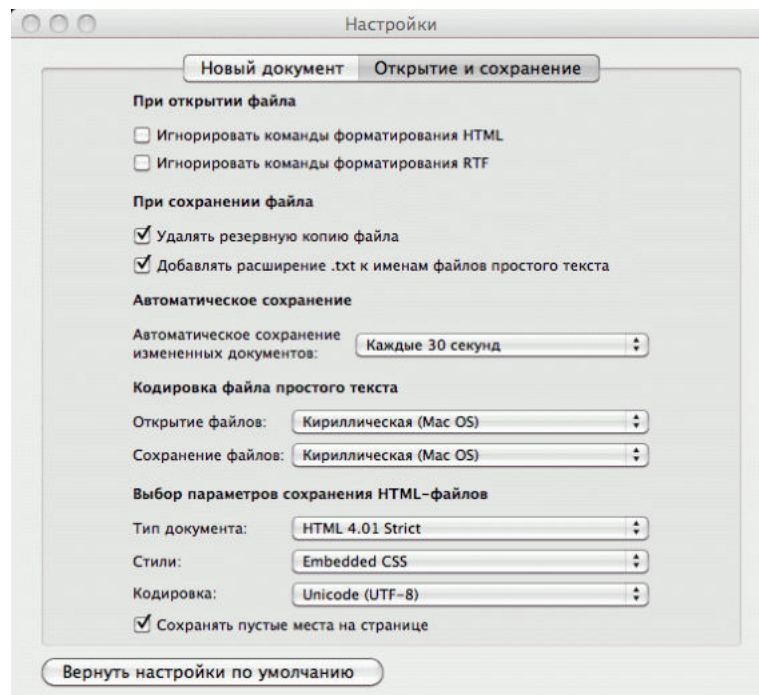 Настройки
Новый документ Открытие и сохранение
При открытии файла
Игнорировать команды форматирования HTML
Игнорировать команды форматирования RTF
При сохранении файла
Удалять резервную копию файла
Добавлять расширение .txt к именам файлов простого текста
Автоматическое сохранение
Автоматическое сохранение
измененных документов: Каждые 30 секунд
Кодировка файла простого текста
Открытие файлов: Кириллическая (Mac OS)
Сохранение файлов: Кириллическая (Mac OS)
Выбор параметров сохранения HTML-файлов
Тип документа: HTML 4.01 Strict
Стили: Embedded CSS
Кодировка: Unicode (UTF-8)
Сохранять пустые места на странице
Вернуть настройки по умолчанию